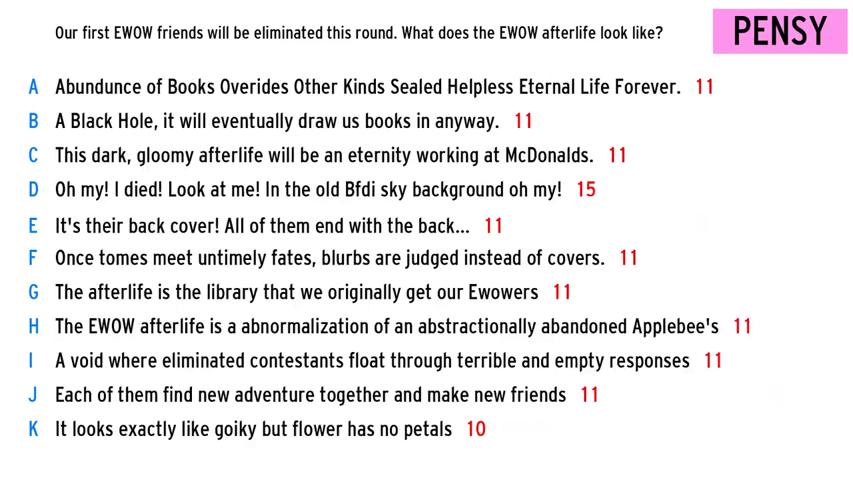 Our first EWOW friends will be eliminated this round. What does the EWOW afterlife look like?
PENSY
A Abundunce of Books Overides Other Kinds Sealed Helpless Eternal Life Forever. 11
B A Black Hole, it will eventually draw us books in anyway. 11
C This dark, gloomy afterlife will be an eternity working at McDonalds. 11
D Oh my! I died! Look at me! In the old Bfdi sky background oh my! 15
E It's their back cover! All of them end with the back... 11
F Once tomes meet untimely fates, blurbs are judged instead of covers. 11
G The afterlife is the library that we originally get our Ewowers 11
H The EWOW afterlife is a abnormalization of an abstractionally abandoned Applebee's 11
I A void where eliminated contestants float through terrible and empty responses 11
J Each of them find new adventure together and make new friends 11
K It looks exactly like goiky but flower has no petals 10